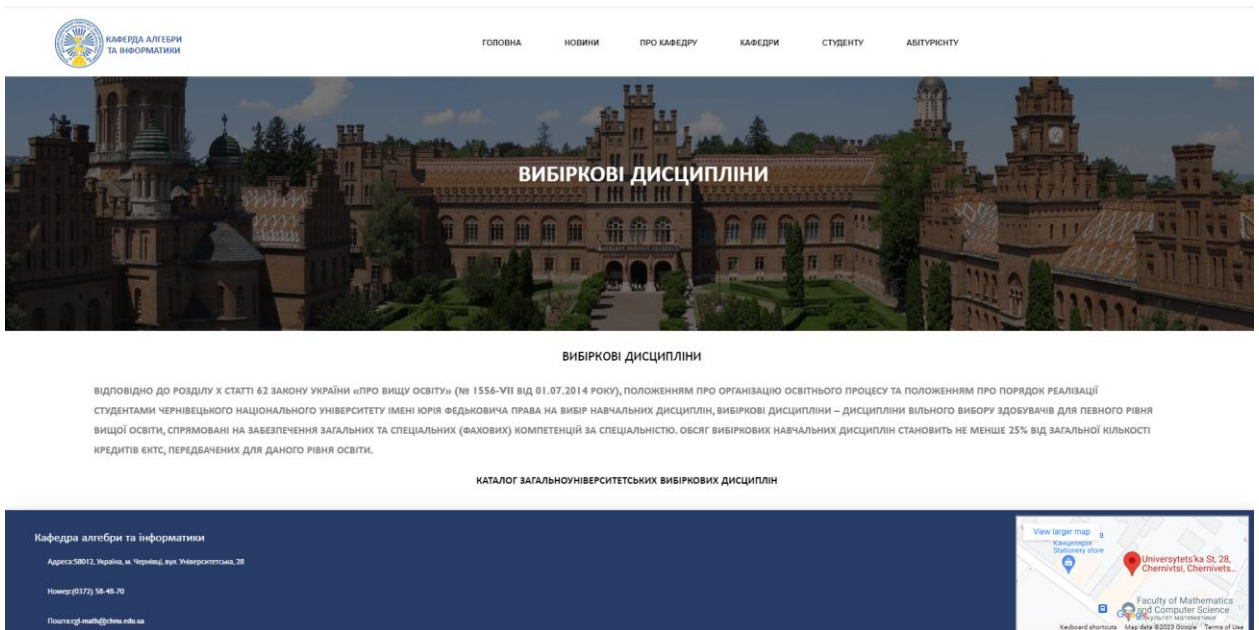 КАФЕРДА АЛГЕБРИ
ТА ІНФОРМАТИКИ
ГОЛОВНА НОВИНИ ПРО КАФЕДРУ КАФЕДРИ СТУДЕНТУ АБІТУРІЄНТУ
ВИБІРКОВІ ДИСЦИПЛІНИ
ВИБІРКОВІ ДИСЦИПЛІНИ
ВІДПОВІДНО ДО РОЗДІЛУ X СТАТТІ 62 ЗАКОНУ УКРАЇНИ «ПРО ВИЩУ ОСВІТУ» (№ 1556-VII ВІД 01.07.2014 РОКУ), ПОЛОЖЕННЯМ ПРО ОРГАНІЗАЦІЮ ОСВІТНЬОГО ПРОЦЕСУ ТА ПОЛОЖЕННЯМ ПРО ПОРЯДОК РЕАЛІЗАЦІЇ
СТУДЕНТАМИ ЧЕРНІВЕЦЬКОГО НАЦІОНАЛЬНОГО УНІВЕРСИТЕТУ ІМЕНІ ЮРІЯ ФЕДЬКОВИЧА ПРАВА НА ВИБІР НАВЧАЛЬНИХ ДИСЦИПЛІН, ВИБІРКОВІ ДИСЦИПЛІНИ – ДИСЦИПЛІНИ ВІЛЬНОГО ВИБОРУ ЗДОБУВАЧІВ ДЛЯ ПЕВНОГО РІВНЯ
ВИЩОЇ ОСВІТИ, СПРЯМОВАНІ НА ЗАБЕЗПЕЧЕННЯ ЗАГАЛЬНИХ ТА СПЕЦІАЛЬНИХ (ФАХОВИХ) КОМПЕТЕНЦІЙ ЗА СПЕЦІАЛЬНІСТЮ. ОБСЯГ ВИБІРКОВИХ НАВЧАЛЬНИХ ДИСЦИПЛІН СТАНОВИТЬ НЕ МЕНШЕ 25% ВІД ЗАГАЛЬНОЇ КІЛЬКОСТІ
КРЕДИТІВ ЄКТС, ПЕРЕДБАЧЕНИХ ДЛЯ ДАНОГО РІВНЯ ОСВІТИ.
КАТАЛОГ ЗАГАЛЬНОУНІВЕРСИТЕТСЬКИХ ВИБІРКОВИХ ДИСЦИПЛІН
Кафедра алгебри та інформатики
Адреса:58012, Україна, м. Чернівці, вул. Університетська, 28
Номер:(0372) 58-48-70
Пошта:cgl-math@chnu.edu.ua
View larger map
Канцелярія
Stationery store
Universytets'ka St, 28,
Chernivtsi, Chernivets...
Faculty of Mathematics
and Computer Science
Google
Keyboard shortcuts Map data ©2023 Google Terms of Use